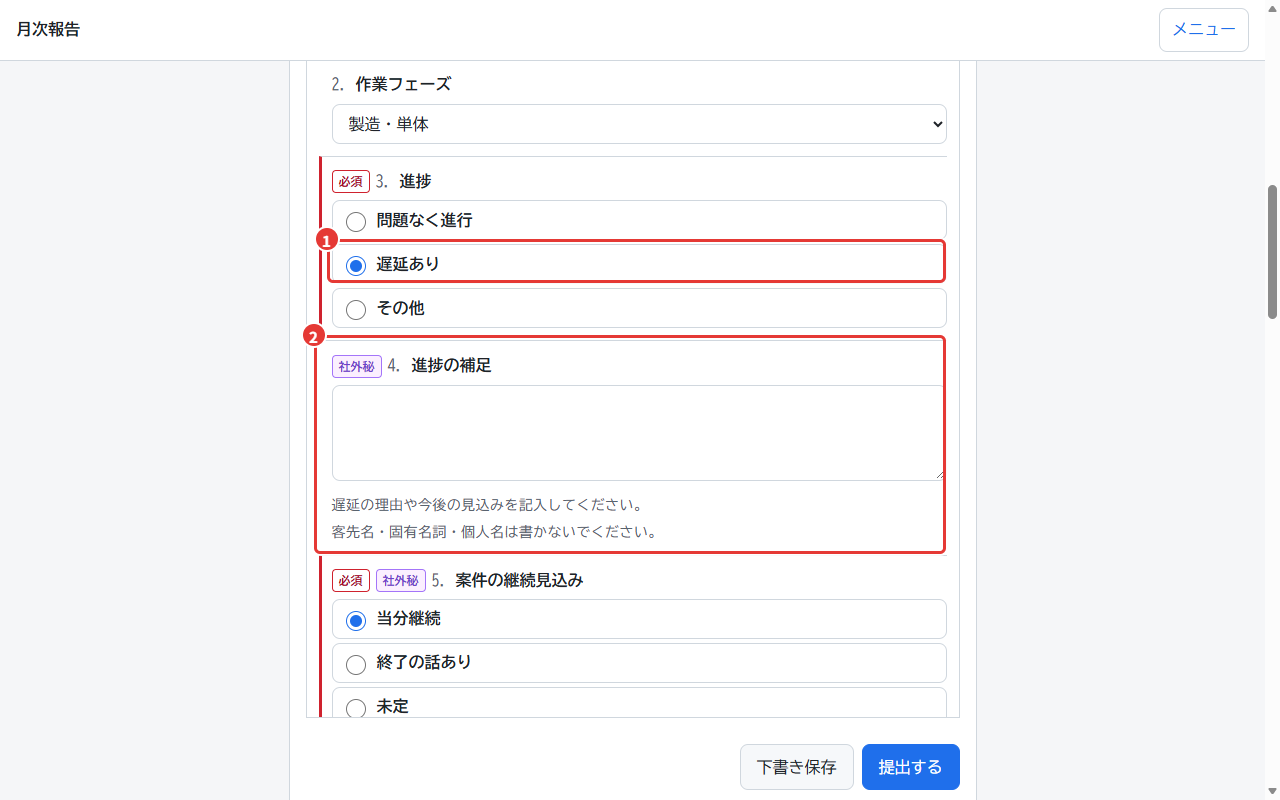 月次報告
メニュー
2. 作業フェーズ
製造・単体
必須 3. 進捗
問題なく進行
1
遅延あり
その他
2
社外秘 4. 進捗の補足
遅延の理由や今後の見込みを記入してください。
客先名・固有名詞・個人名は書かないでください。
必須 社外秘 5. 案件の継続見込み
当分継続
終了の話あり
未定
下書き保存 提出する